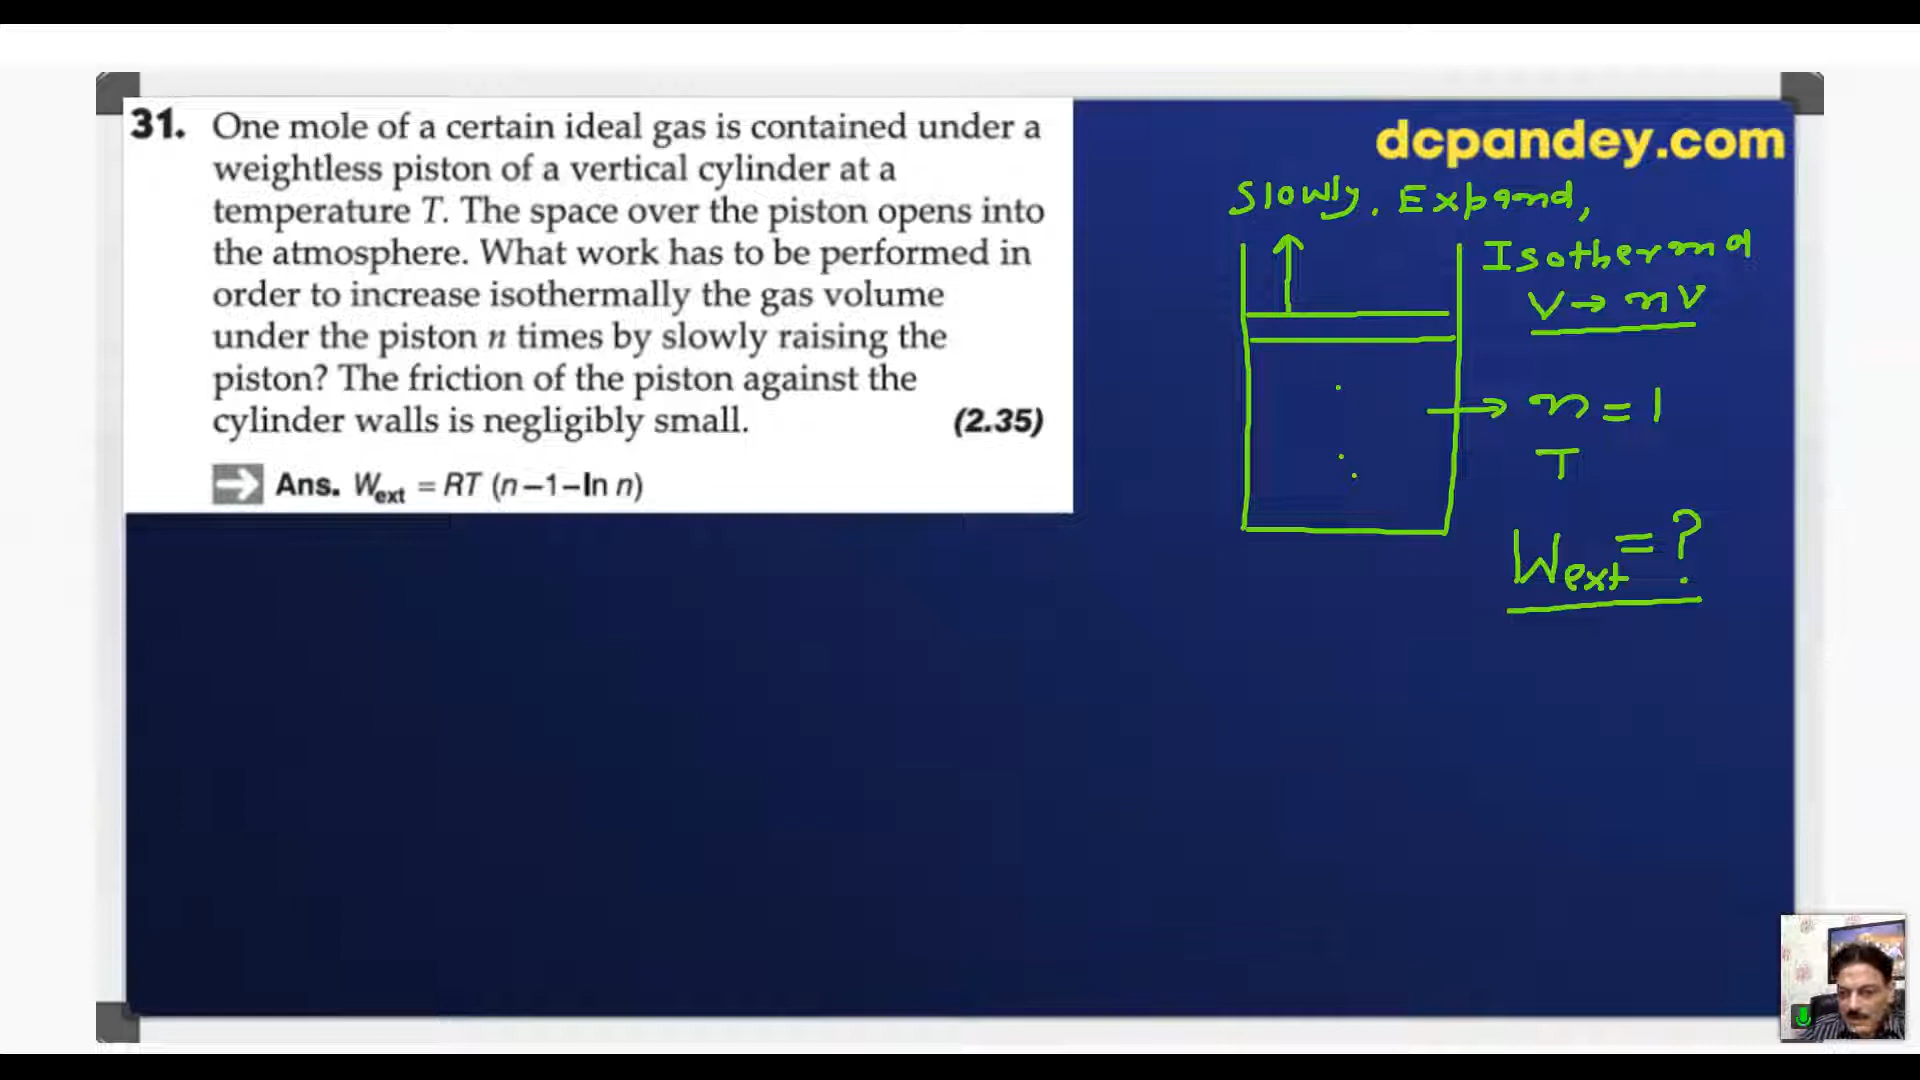 31. One mole of a certain ideal gas is contained under a
weightless piston of a vertical cylinder at a
temperature T. The space over the piston opens into
the atmosphere. What work has to be performed in
order to increase isothermally the gas volume
under the piston n times by slowly raising the
piston? The friction of the piston against the
cylinder walls is negligibly small. (2.35)
Ans. Wext = RT (n–1–ln n)
dcpandey.com
Slowly. Expand,
Isothermal
V → nV
→ n = 1
T
Wext = ?